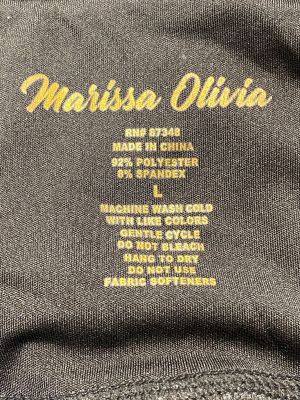 Marissa Olivia
RN# 87348
MADE IN CHINA
92% POLYESTER
8% SPANDEX
L
MACHINE WASH COLD
WITH LIKE COLORS
GENTLE CYCLE
DO NOT BLEACH
HANG TO DRY
DO NOT USE
FABRIC SOFTENERS